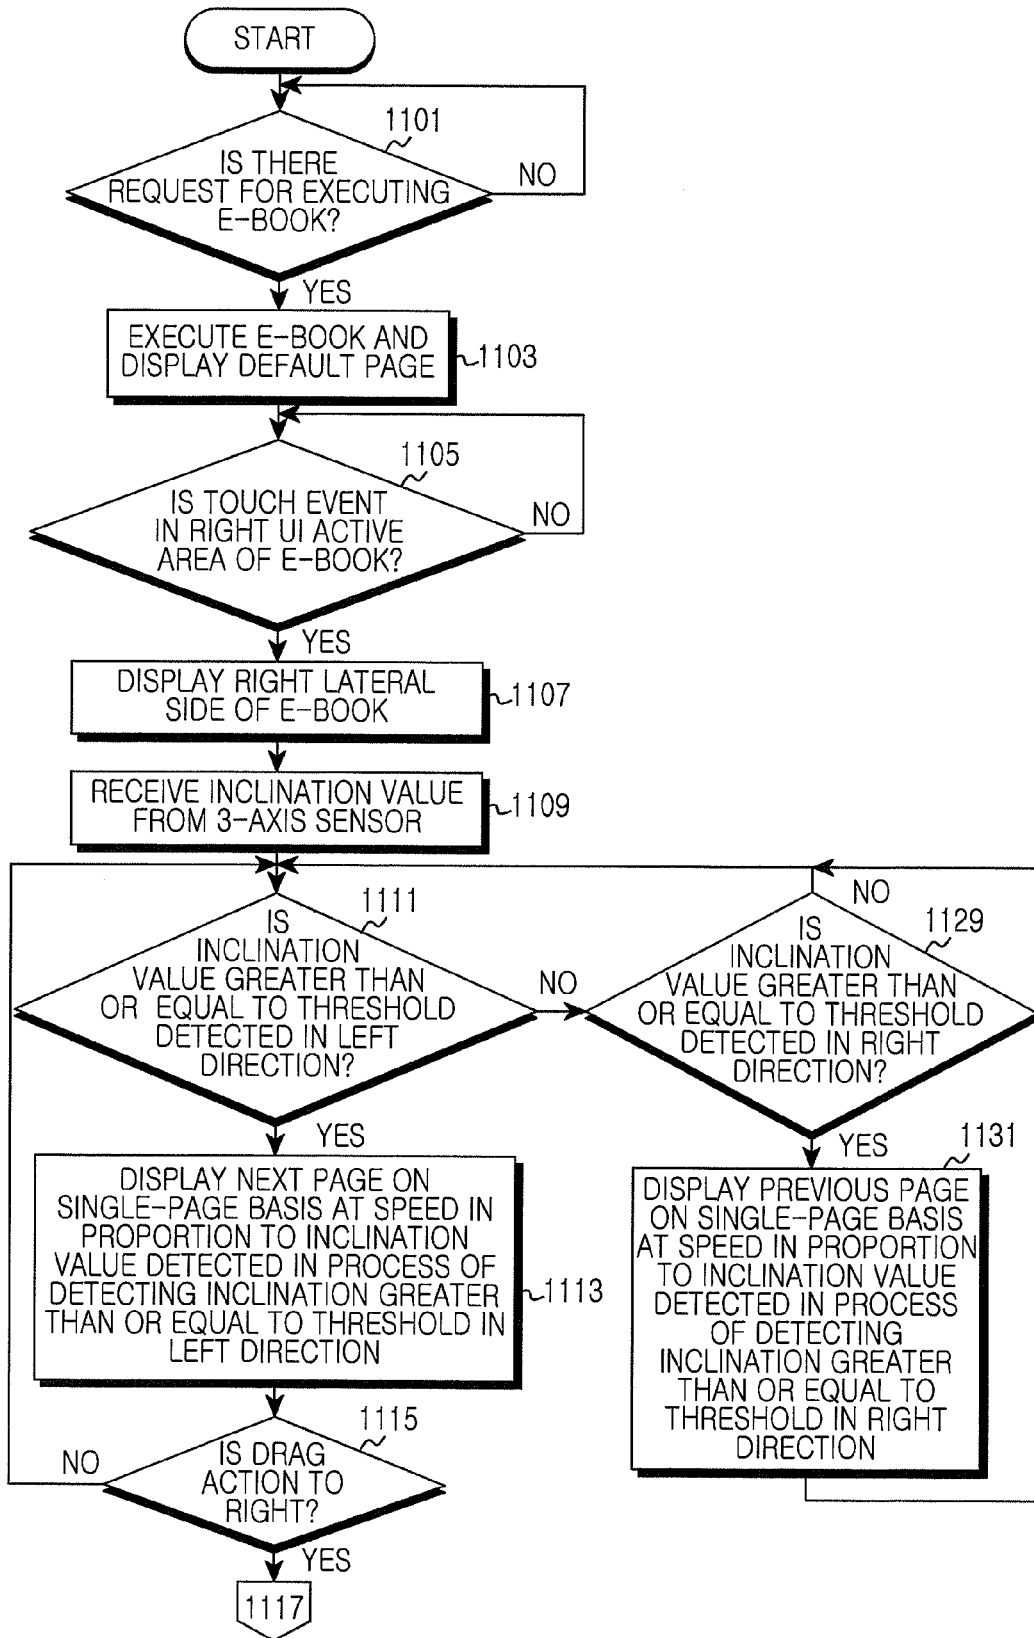 START
1101
IS THERE
REQUEST FOR EXECUTING
E-BOOK?
NO
YES
EXECUTE E-BOOK AND
DISPLAY DEFAULT PAGE
1103
1105
IS TOUCH EVENT
IN RIGHT UI ACTIVE
AREA OF E-BOOK?
NO
YES
DISPLAY RIGHT LATERAL
SIDE OF E-BOOK
1107
RECEIVE INCLINATION VALUE
FROM 3-AXIS SENSOR
1109
1111
IS
INCLINATION
VALUE GREATER THAN
OR EQUAL TO THRESHOLD
DETECTED IN LEFT
DIRECTION?
NO
YES
NO
1129
IS
INCLINATION
VALUE GREATER THAN
OR EQUAL TO THRESHOLD
DETECTED IN RIGHT
DIRECTION?
YES
DISPLAY NEXT PAGE ON
SINGLE-PAGE BASIS AT SPEED IN
PROPORTION TO INCLINATION
VALUE DETECTED IN PROCESS OF
DETECTING INCLINATION GREATER
THAN OR EQUAL TO THRESHOLD IN
LEFT DIRECTION
1113
1131
DISPLAY PREVIOUS PAGE
ON SINGLE-PAGE BASIS
AT SPEED IN PROPORTION
TO INCLINATION VALUE
DETECTED IN PROCESS
OF DETECTING
INCLINATION GREATER
THAN OR EQUAL TO
THRESHOLD IN RIGHT
DIRECTION
1115
IS DRAG
ACTION TO
RIGHT?
NO
YES
1117